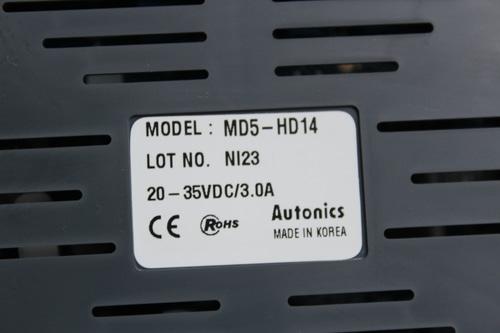 MODEL : MD5-HD14
LOT NO. NI23
20-35VDC/3.0A
CE RoHS Autonics
MADE IN KOREA